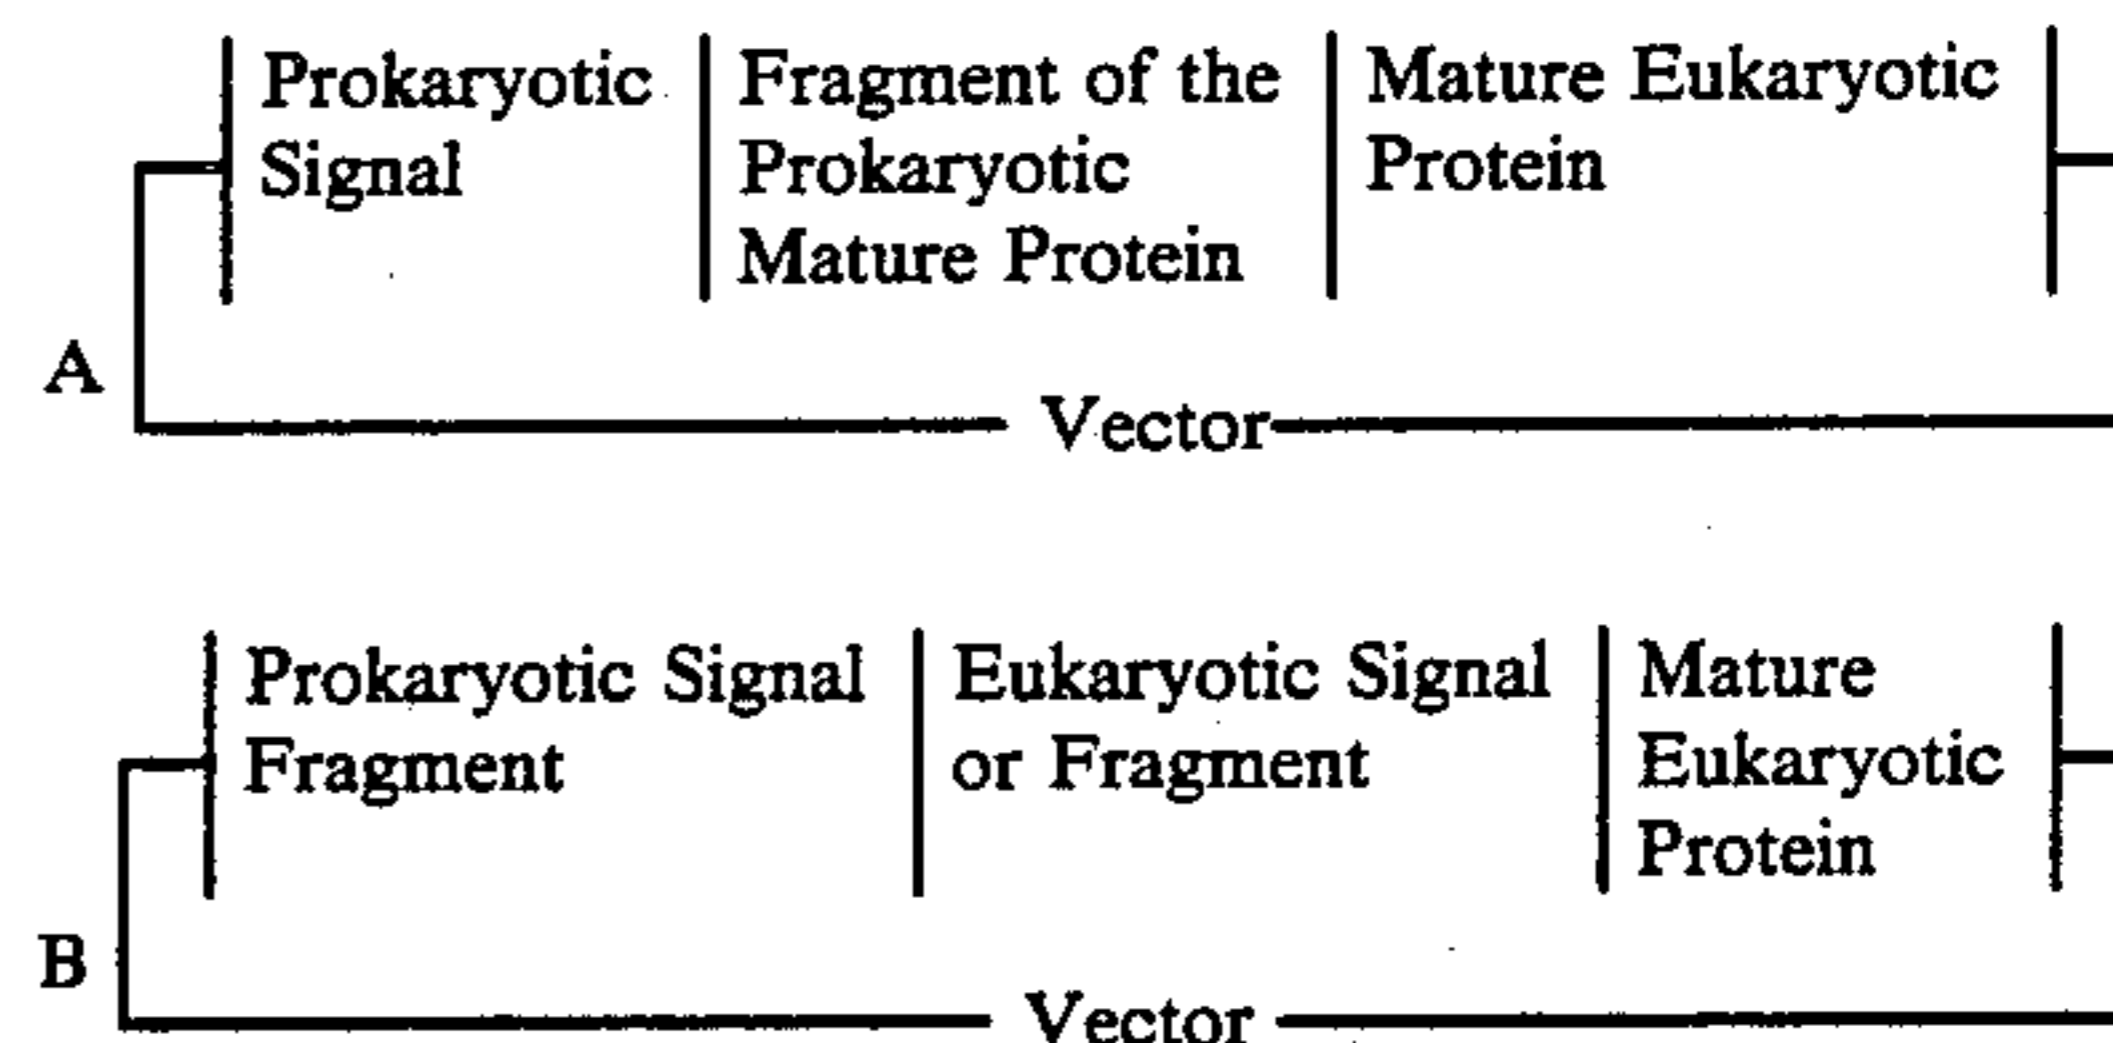 Prokaryotic
Signal
Fragment of the
Prokaryotic
Mature Protein
Mature Eukaryotic
Protein
A
Vector
Prokaryotic Signal
Fragment
Eukaryotic Signal
or Fragment
Mature
Eukaryotic
Protein
B
Vector